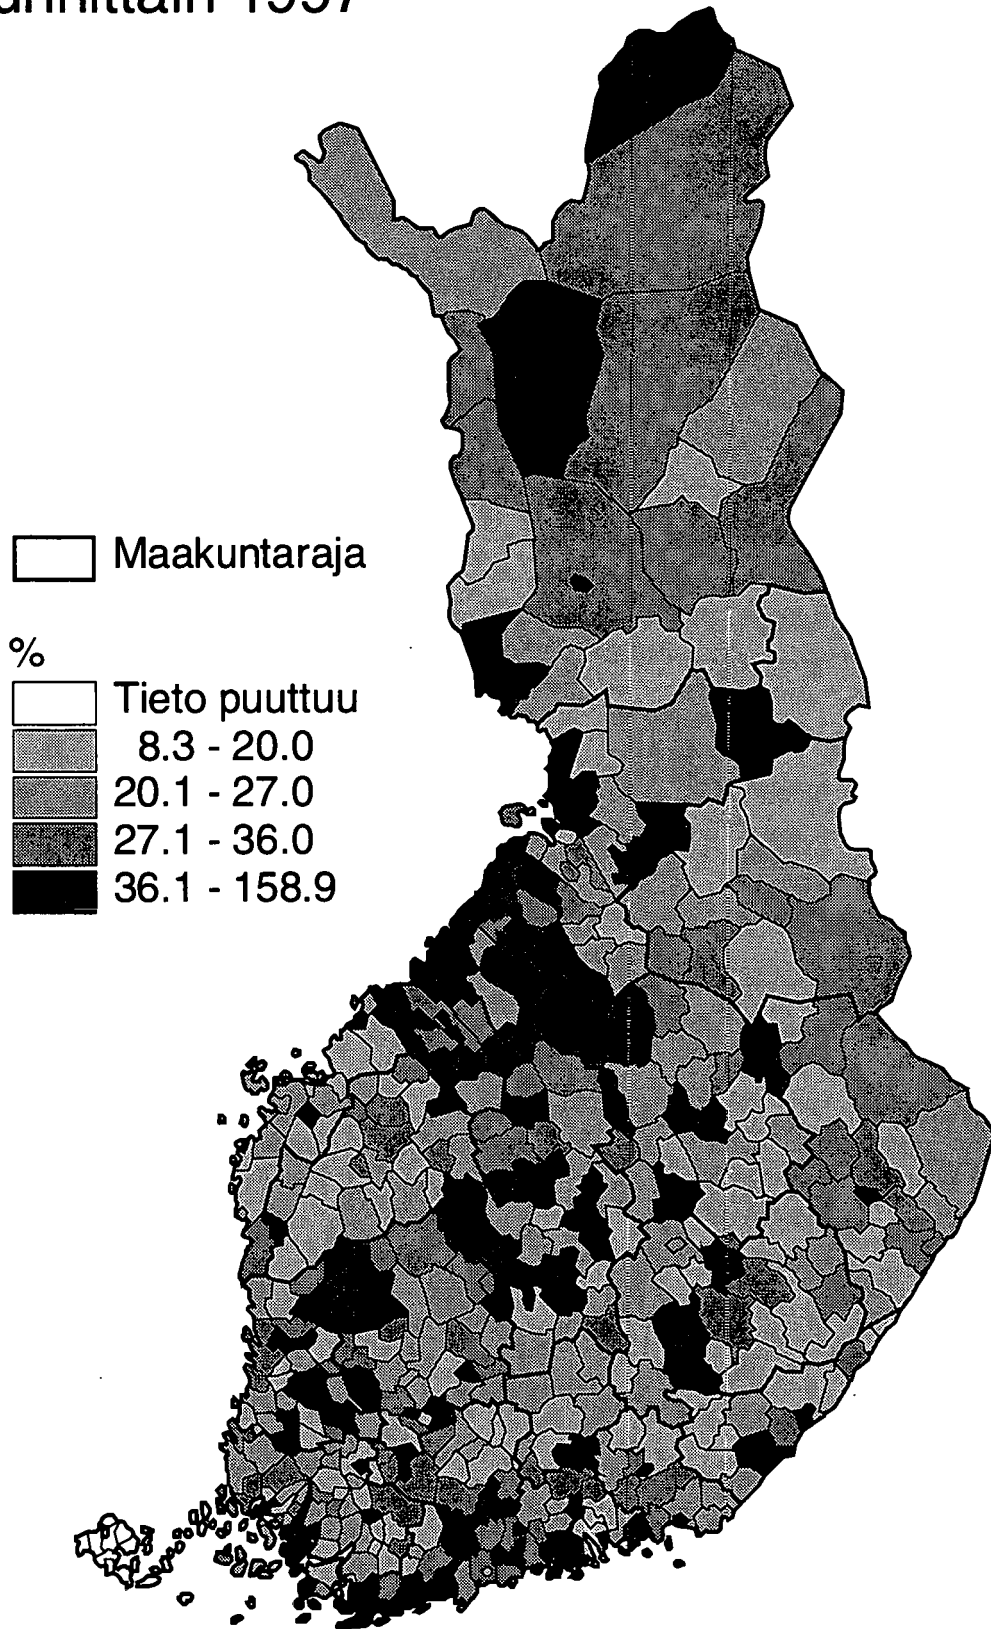 1997
Maakuntaraja
%
Tieto puuttuu
8.3 - 20.0
20.1 - 27.0
27.1 - 36.0
36.1 - 158.9